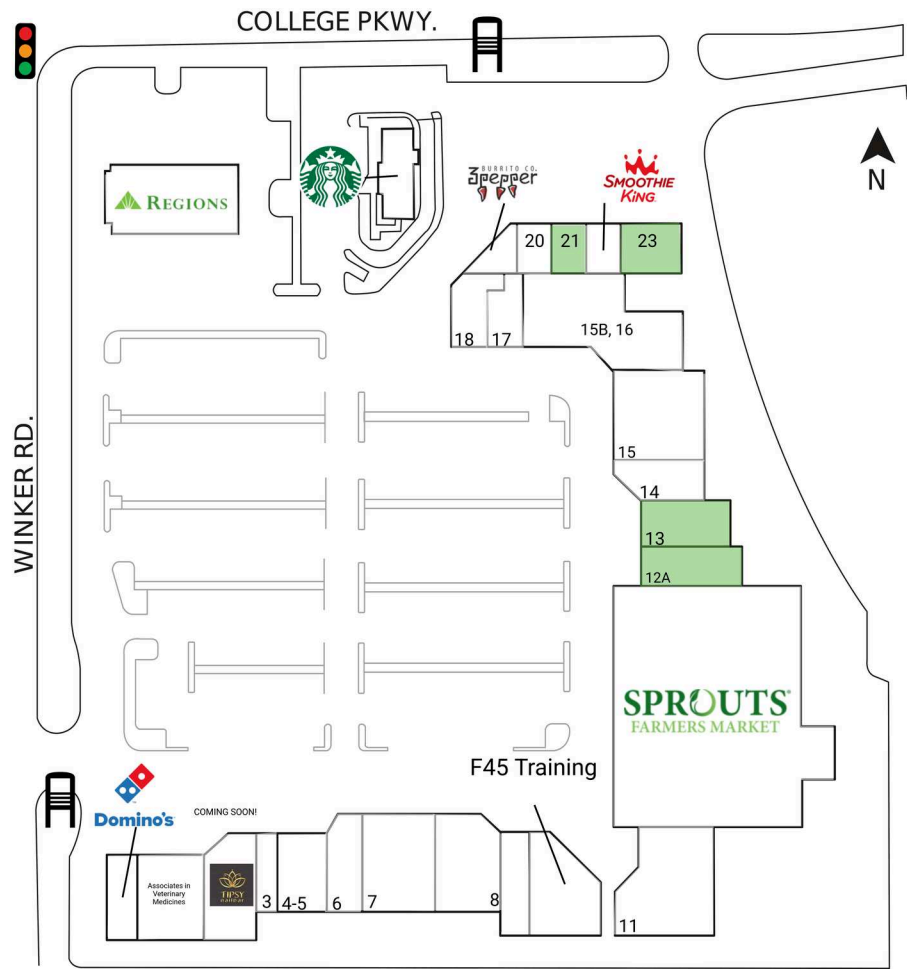 COLLEGE PKWY.
WINKER RD.
N
REGIONS
BURRITO CO.
3pepper
SMOOTHIE
KING
20
21
23
18
17
15B, 16
15
14
13
12A
SPROUTS
FARMERS MARKET
F45 Training
Domino's
COMING SOON!
Associates in
Veterinary
Medicines
TIPSY
3
4-5
6
7
8
11